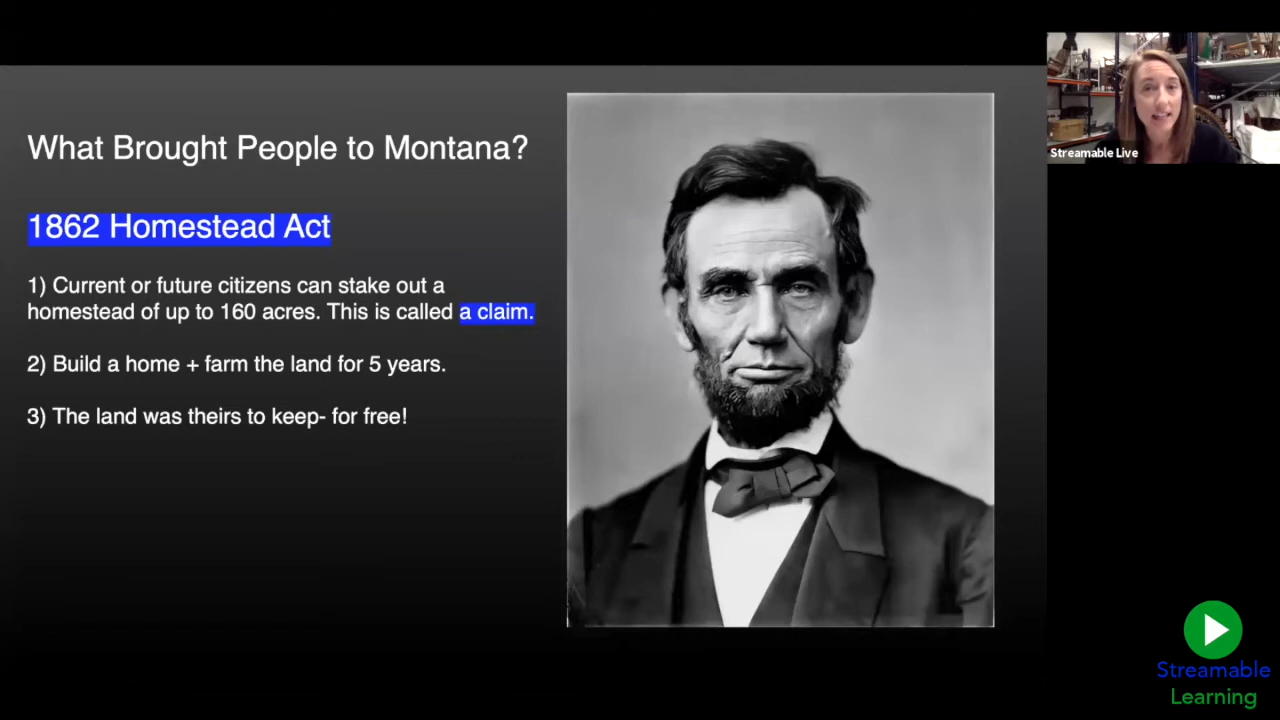 What Brought People to Montana?
1862 Homestead Act
1) Current or future citizens can stake out a
homestead of up to 160 acres. This is called a claim.
2) Build a home + farm the land for 5 years.
3) The land was theirs to keep- for free!
Streamable Live
Streamable
Learning